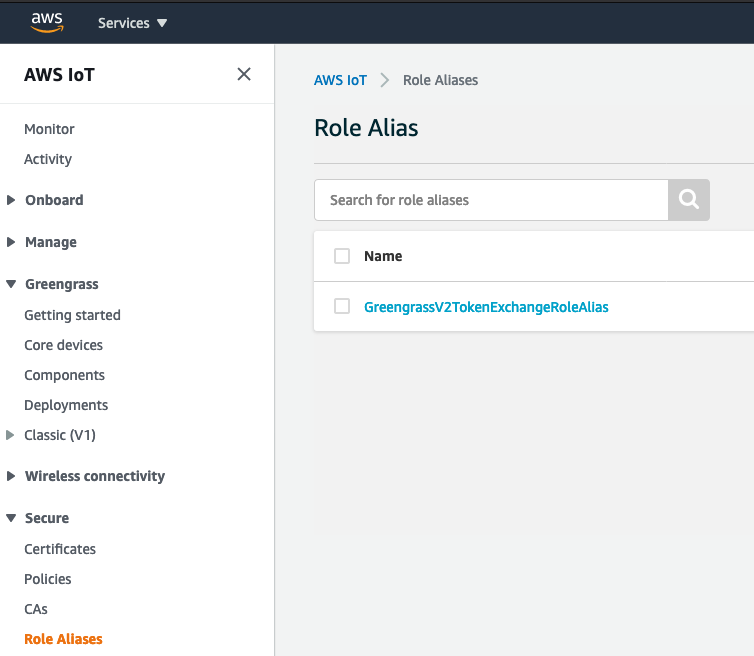 aws
Services
AWS IoT
Monitor
Activity
Onboard
Manage
Greengrass
Getting started
Core devices
Components
Deployments
Classic (V1)
Wireless connectivity
Secure
Certificates
Policies
CAs
Role Aliases
AWS IoT > Role Aliases
Role Alias
Search for role aliases
Name
GreengrassV2TokenExchangeRoleAlias